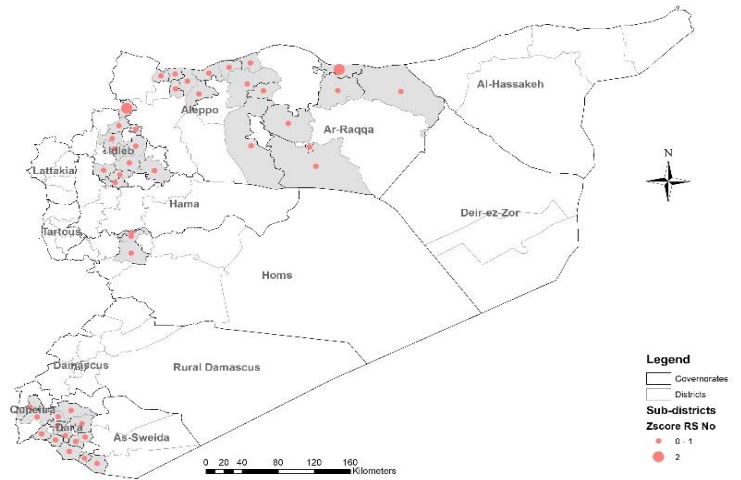 Al-Hassakeh
Aleppo
Ar-Raqqa
Idleb
Lattakia
Hama
Deir-ez-Zor
Tartous
Homs
Damascus
Rural Damascus
Quneitra
Dar'a
As-Sweida
N
Legend
Governorates
Districts
Sub-districts
Zscore RS No
0 - 1
2
0 20 40 80 120 160
Kilometers